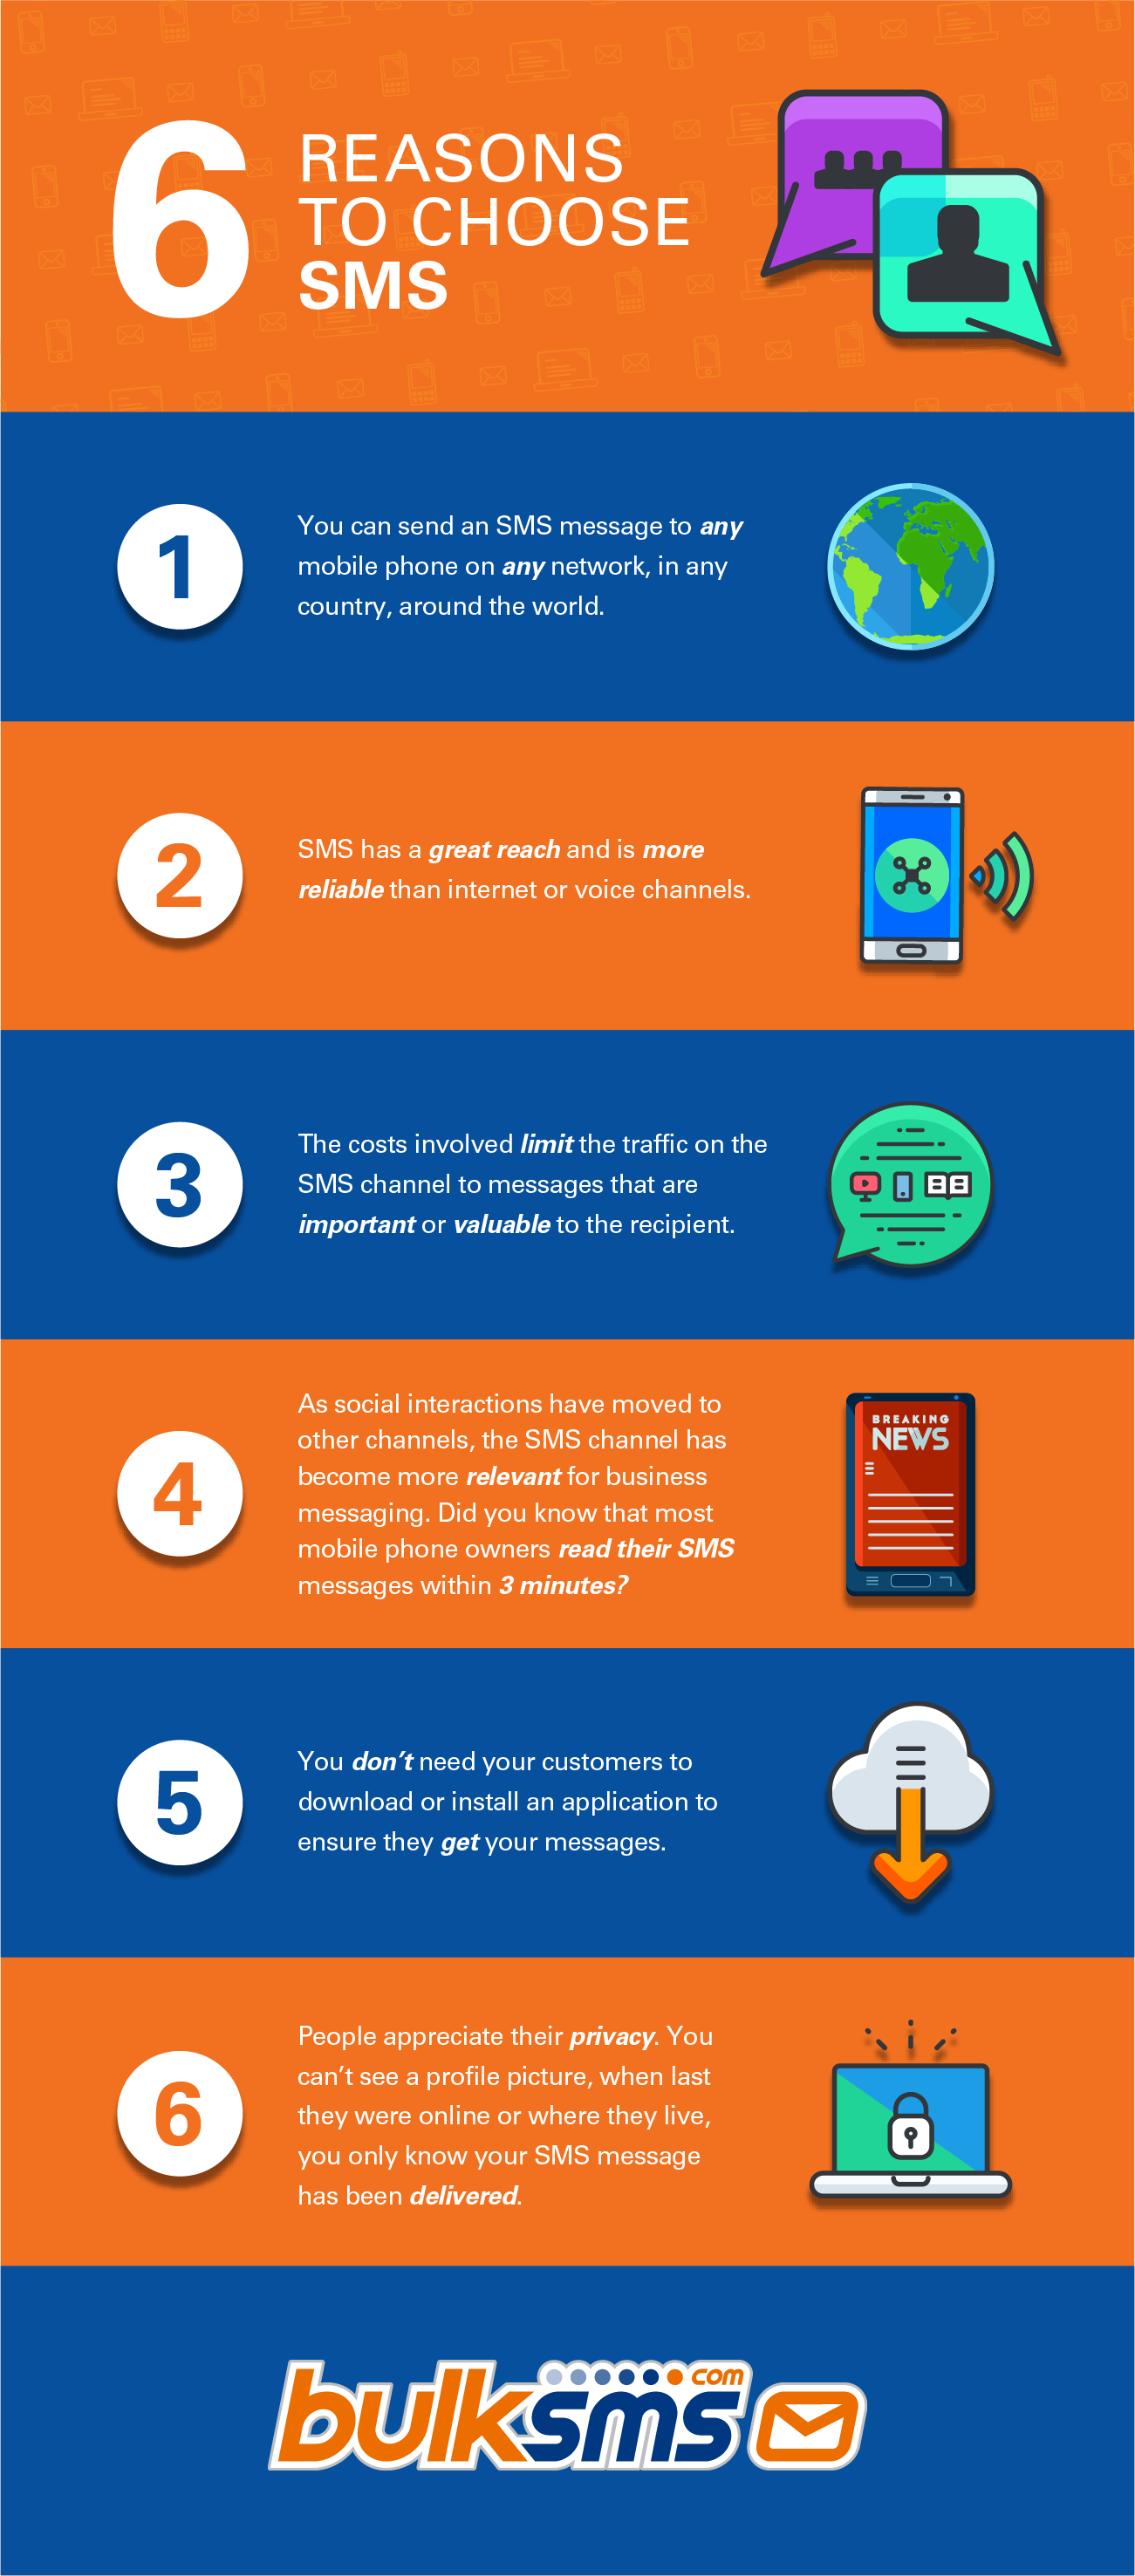 6
REASONS
TO CHOOSE
SMS
1
You can send an SMS message to any
mobile phone on any network, in any
country, around the world.
2
SMS has a great reach and is more
reliable than internet or voice channels.
3
The costs involved limit the traffic on the
SMS channel to messages that are
important or valuable to the recipient.
4
As social interactions have moved to
other channels, the SMS channel has
become more relevant for business
messaging. Did you know that most
mobile phone owners read their SMS
messages within 3 minutes?
BREAKING
NEWS
5
You don’t need your customers to
download or install an application to
ensure they get your messages.
6
People appreciate their privacy. You
can’t see a profile picture, when last
they were online or where they live,
you only know your SMS message
has been delivered.
bulksms.com